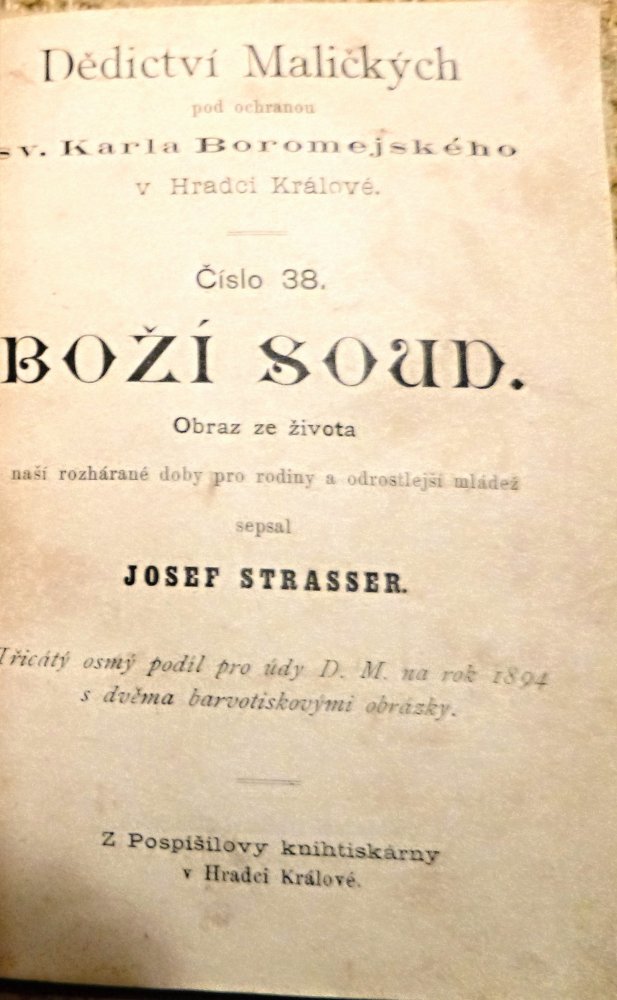 Dědictví Maličkých
pod ochranou
sv. Karla Boromejského
v Hradci Králové.
Číslo 38.
BOŽÍ SOUD.
Obraz ze života
naší rozhárané doby pro rodiny a odrostlejší mládež
sepsal
JOSEF STRASSER.
Třicátý osmý podíl pro údy D. M. na rok 1894
s dvěma barvotiskovými obrázky.
Z Pospíšilovy knihtiskárny
v Hradci Králové.